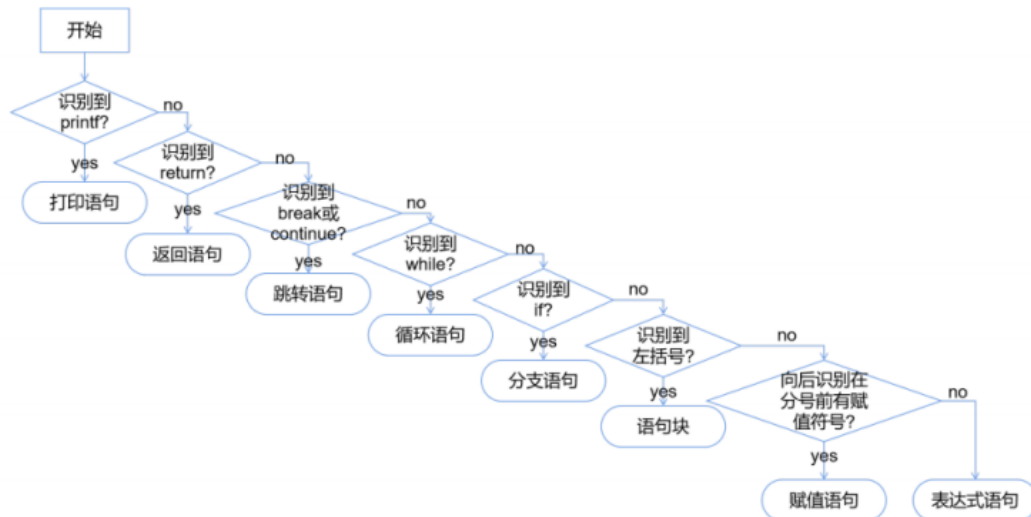 开始
识别到
printf?
no
yes
打印语句
识别到
return?
no
yes
返回语句
识别到
break或
continue?
no
yes
跳转语句
识别到
while?
no
yes
循环语句
识别到
if?
no
yes
分支语句
识别到
左括号?
no
yes
语句块
向后识别在
分号前有赋
值符号?
no
yes
赋值语句
表达式语句